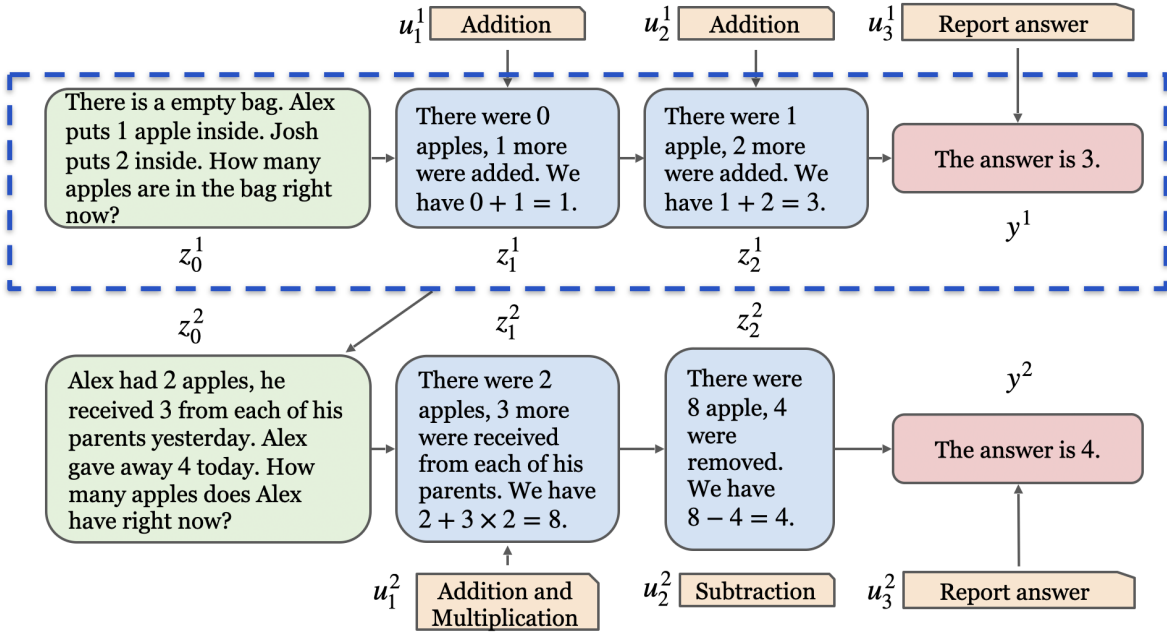 u₁¹ Addition
u₂¹ Addition
u₃¹ Report answer
There is a empty bag. Alex
puts 1 apple inside. Josh
puts 2 inside. How many
apples are in the bag right
now?
z₀¹
There were 0
apples, 1 more
were added. We
have 0 + 1 = 1.
z₁¹
There were 1
apple, 2 more
were added. We
have 1 + 2 = 3.
z₂¹
The answer is 3.
y¹
z₀²
Alex had 2 apples, he
received 3 from each of his
parents yesterday. Alex
gave away 4 today. How
many apples does Alex
have right now?
z₁²
There were 2
apples, 3 more
were received
from each of his
parents. We have
2 + 3 × 2 = 8.
z₂²
There were
8 apple, 4
were
removed.
We have
8 − 4 = 4.
y²
The answer is 4.
u₁² Addition and
Multiplication
u₂² Subtraction
u₃² Report answer